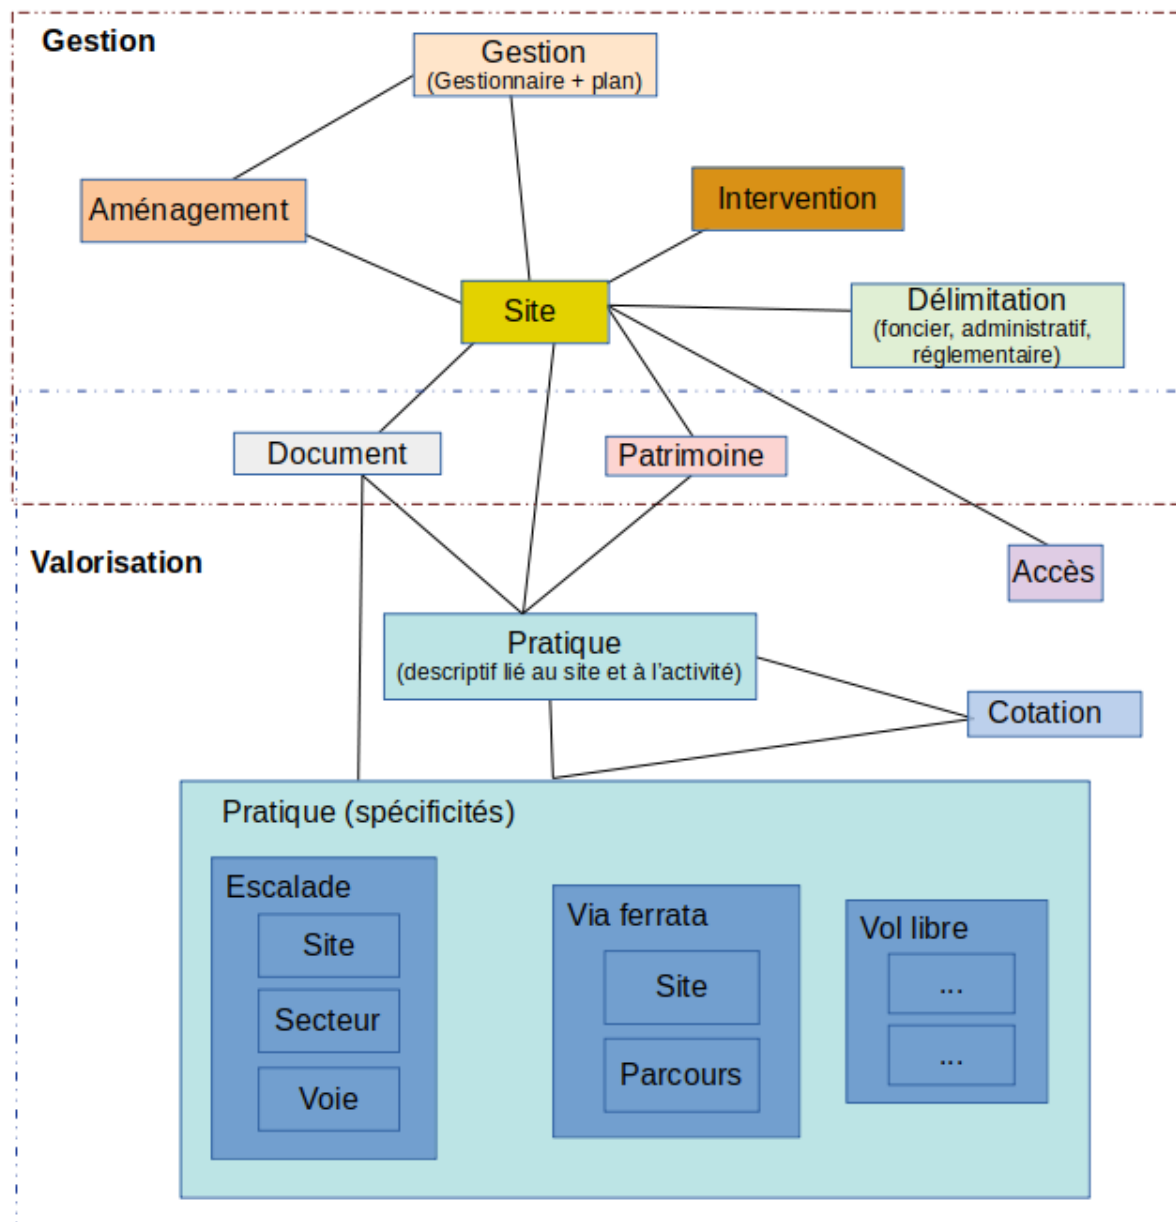 Gestion
Gestion
(Gestionnaire + plan)
Aménagement
Intervention
Site
Délimitation
(foncier, administratif,
réglementaire)
Document
Patrimoine
Valorisation
Accès
Pratique
(descriptif lié au site et à l'activité)
Cotation
Pratique (spécificités)
Escalade
Site
Secteur
Voie
Via ferrata
Site
Parcours
Vol libre
...
...